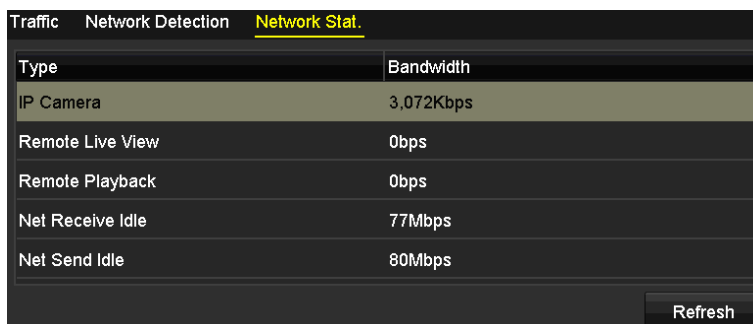 Traffic Network Detection Network Stat.
Type Bandwidth
IP Camera 3,072Kbps
Remote Live View 0bps
Remote Playback 0bps
Net Receive Idle 77Mbps
Net Send Idle 80Mbps
Refresh